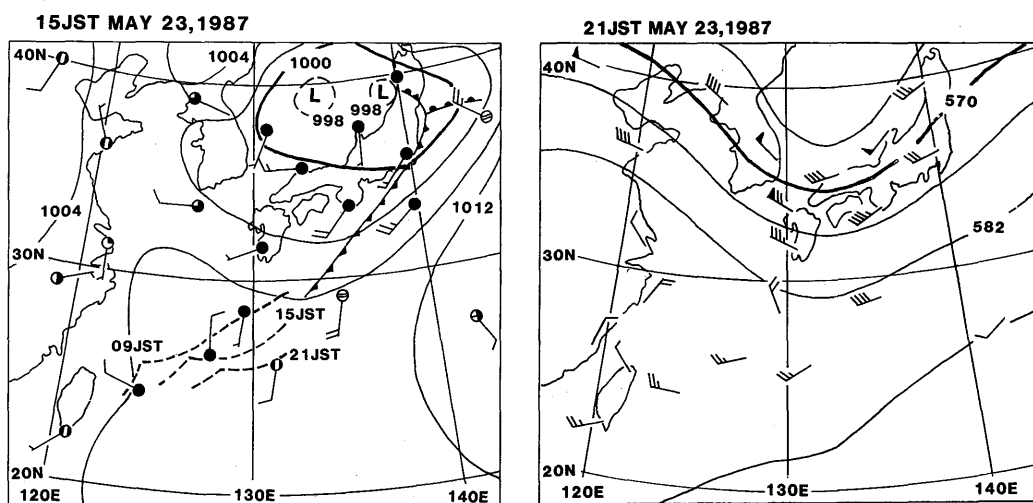 15JST MAY 23,1987
40N
1004
1000
L
L
998
998
1004
1012
30N
15JST
09JST
21JST
20N
120E
130E
140E
21JST MAY 23,1987
40N
570
582
30N
20N
120E
130E
140E